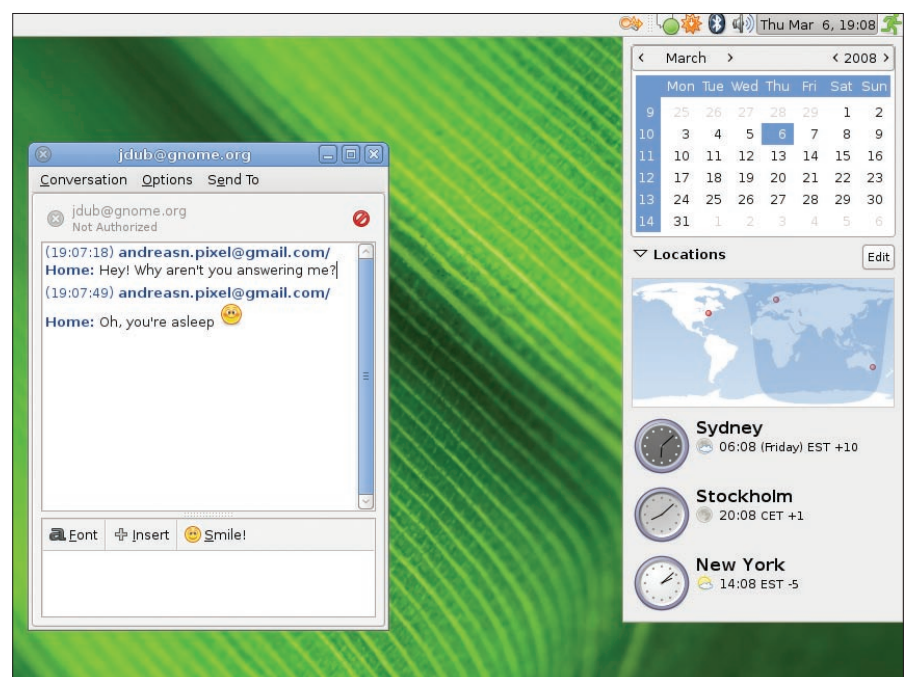 Thu Mar 6, 19:08
‹ March › ‹ 2008 ›
Mon Tue Wed Thu Fri Sat Sun
9 25 26 27 28 29 1 2
10 3 4 5 6 7 8 9
11 10 11 12 13 14 15 16
12 17 18 19 20 21 22 23
13 24 25 26 27 28 29 30
14 31 1 2 3 4 5 6
Locations Edit
Sydney
06:08 (Friday) EST +10
Stockholm
20:08 CET +1
New York
14:08 EST -5
jdub@gnome.org
Conversation Options Send To
jdub@gnome.org
Not Authorized
(19:07:18) andreasn.pixel@gmail.com/
Home: Hey! Why aren't you answering me?
(19:07:49) andreasn.pixel@gmail.com/
Home: Oh, you're asleep
a Font Insert Smile!